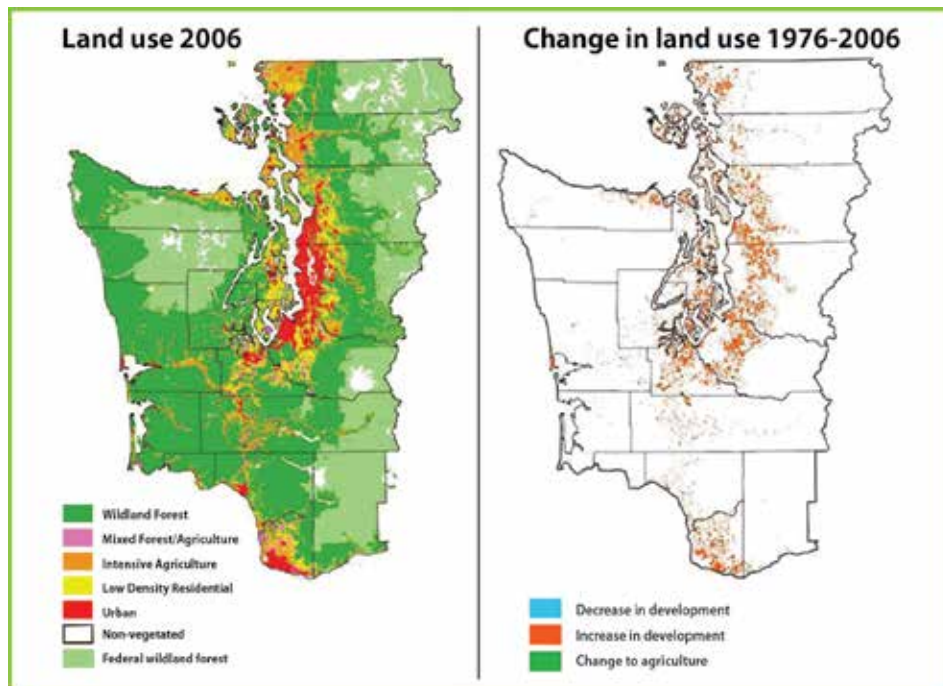 Land use 2006
Wildland Forest
Mixed Forest/Agriculture
Intensive Agriculture
Low Density Residential
Urban
Non-vegetated
Federal wildland forest
Change in land use 1976-2006
Decrease in development
Increase in development
Change to agriculture